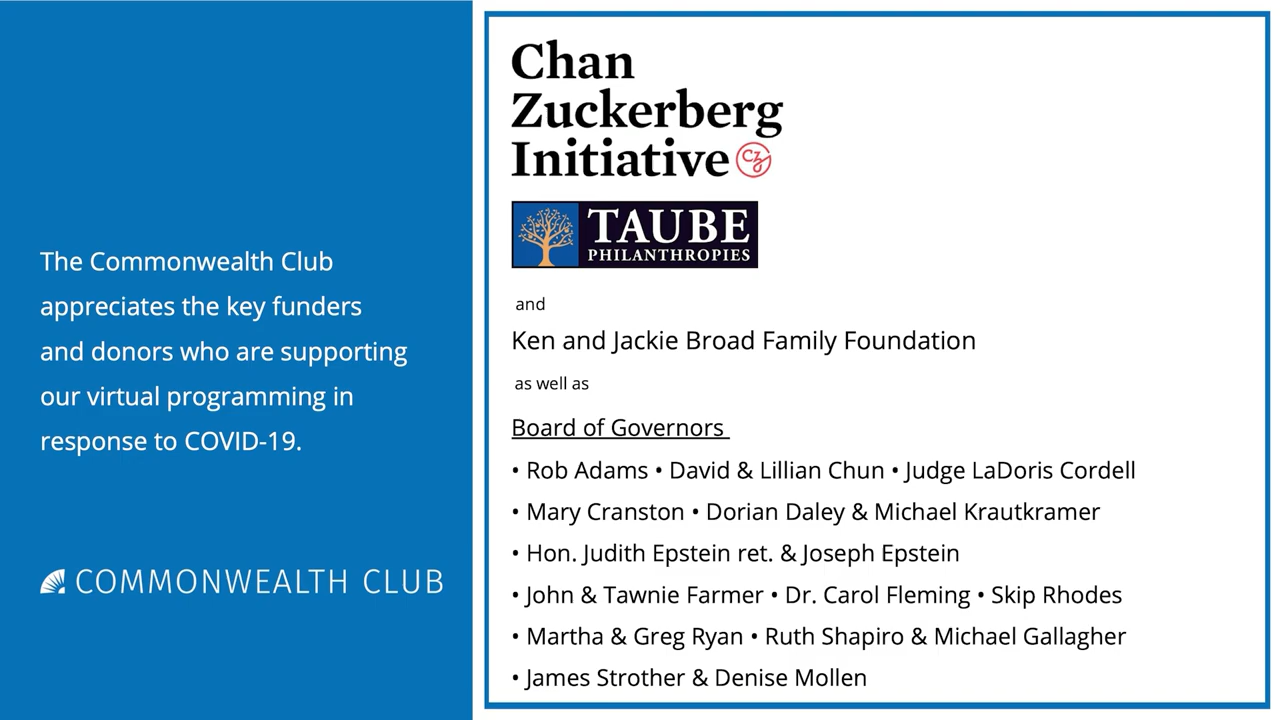 The Commonwealth Club
appreciates the key funders
and donors who are supporting
our virtual programming in
response to COVID-19.
COMMONWEALTH CLUB
Chan
Zuckerberg
Initiative
CZI
TAUBE
PHILANTHROPIES
and
Ken and Jackie Broad Family Foundation
as well as
Board of Governors
• Rob Adams • David & Lillian Chun • Judge LaDoris Cordell
• Mary Cranston • Dorian Daley & Michael Krautkramer
• Hon. Judith Epstein ret. & Joseph Epstein
• John & Tawnie Farmer • Dr. Carol Fleming • Skip Rhodes
• Martha & Greg Ryan • Ruth Shapiro & Michael Gallagher
• James Strother & Denise Mollen